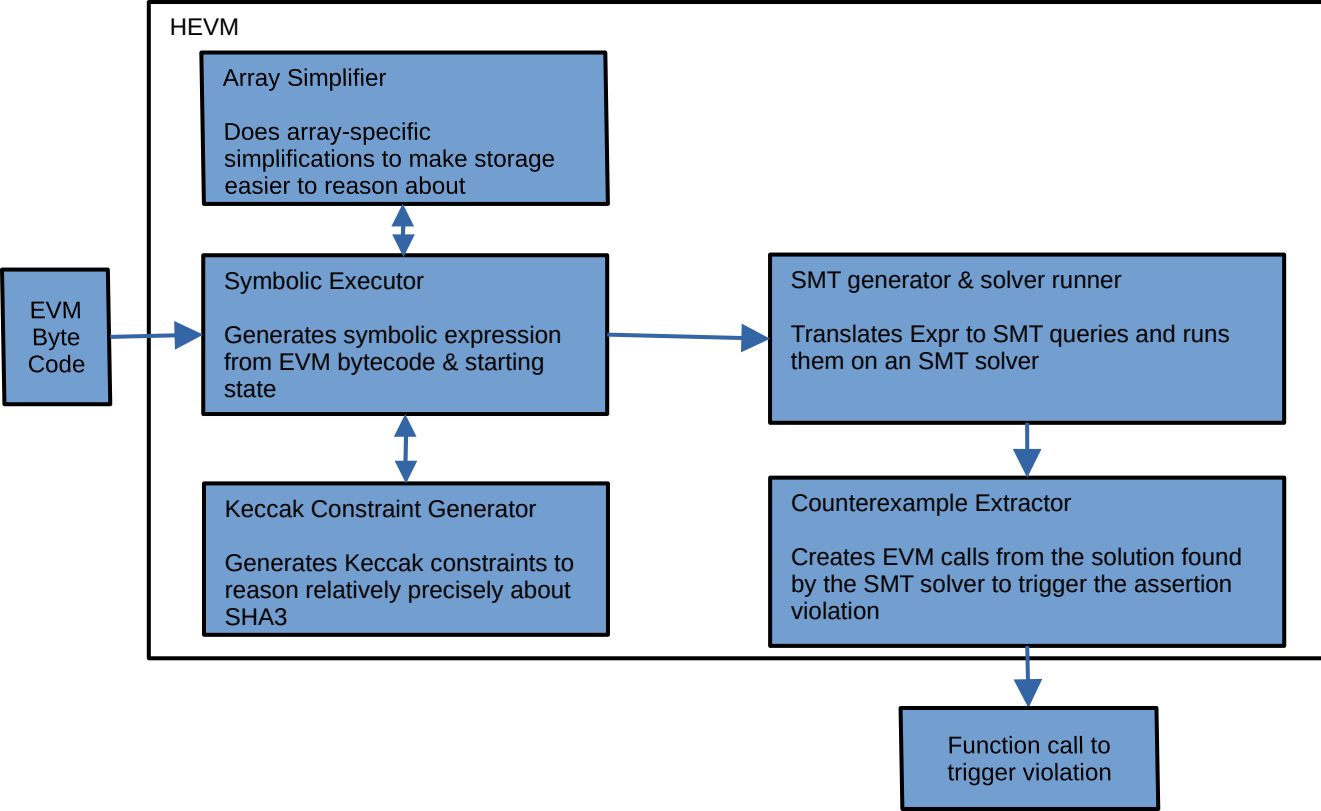 HEVM
Array Simplifier
Does array-specific
simplifications to make storage
easier to reason about
EVM
Byte
Code
Symbolic Executor
Generates symbolic expression
from EVM bytecode & starting
state
SMT generator & solver runner
Translates Expr to SMT queries and runs
them on an SMT solver
Keccak Constraint Generator
Generates Keccak constraints to
reason relatively precisely about
SHA3
Counterexample Extractor
Creates EVM calls from the solution found
by the SMT solver to trigger the assertion
violation
Function call to
trigger violation